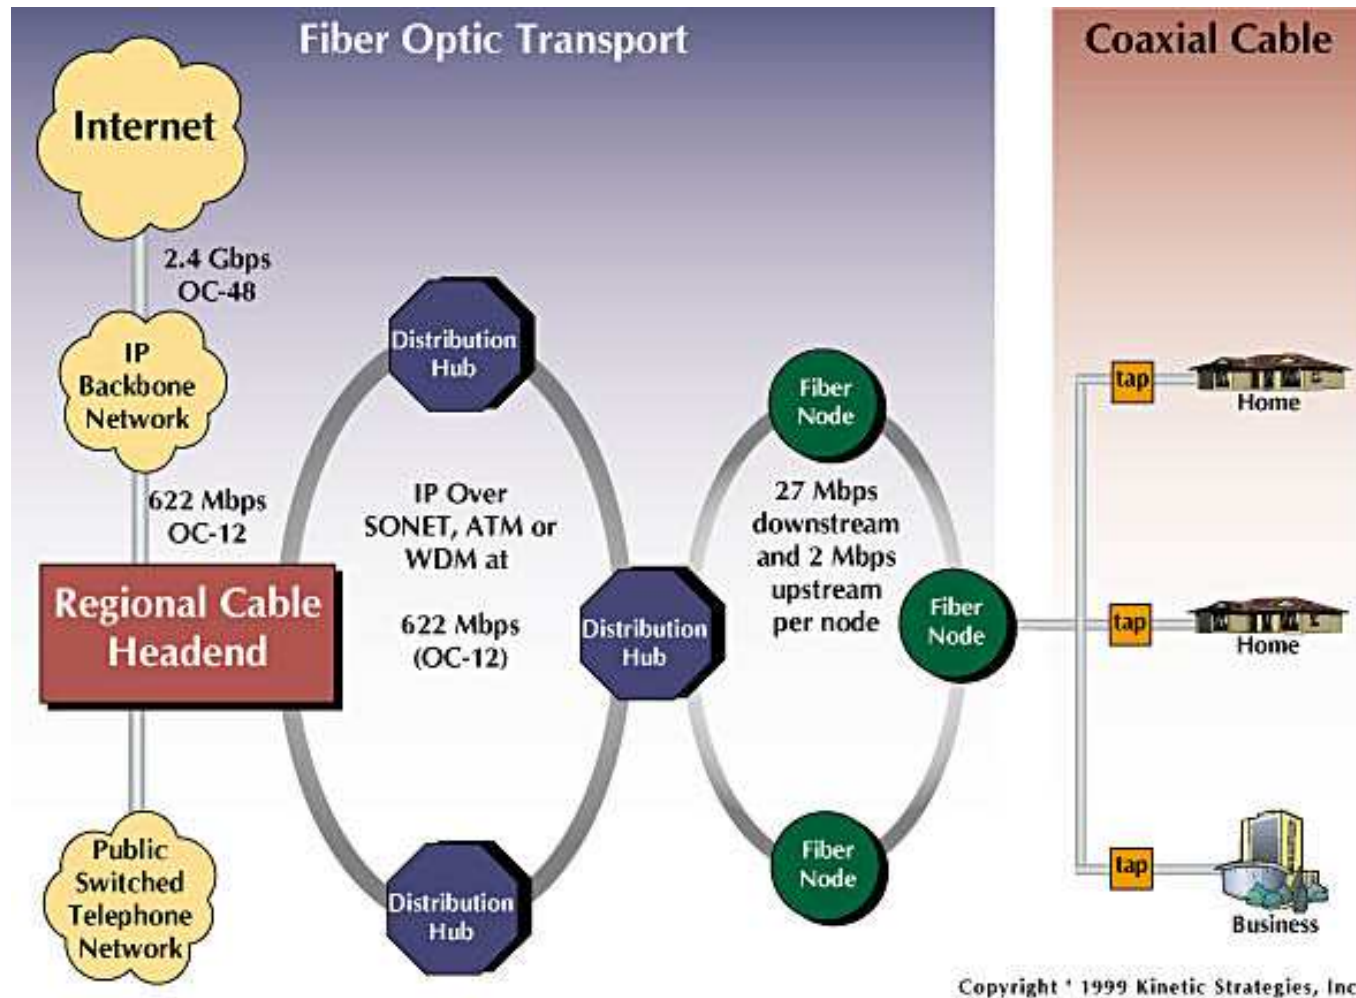 Fiber Optic Transport
Coaxial Cable
Internet
2.4 Gbps
OC-48
IP
Backbone
Network
622 Mbps
OC-12
Regional Cable
Headend
Public
Switched
Telephone
Network
Distribution
Hub
IP Over
SONET, ATM or
WDM at
622 Mbps
(OC-12)
Distribution
Hub
Distribution
Hub
Fiber
Node
27 Mbps
downstream
and 2 Mbps
upstream
per node
Fiber
Node
Fiber
Node
tap
Home
tap
Home
tap
Business
Copyright ' 1999 Kinetic Strategies, Inc